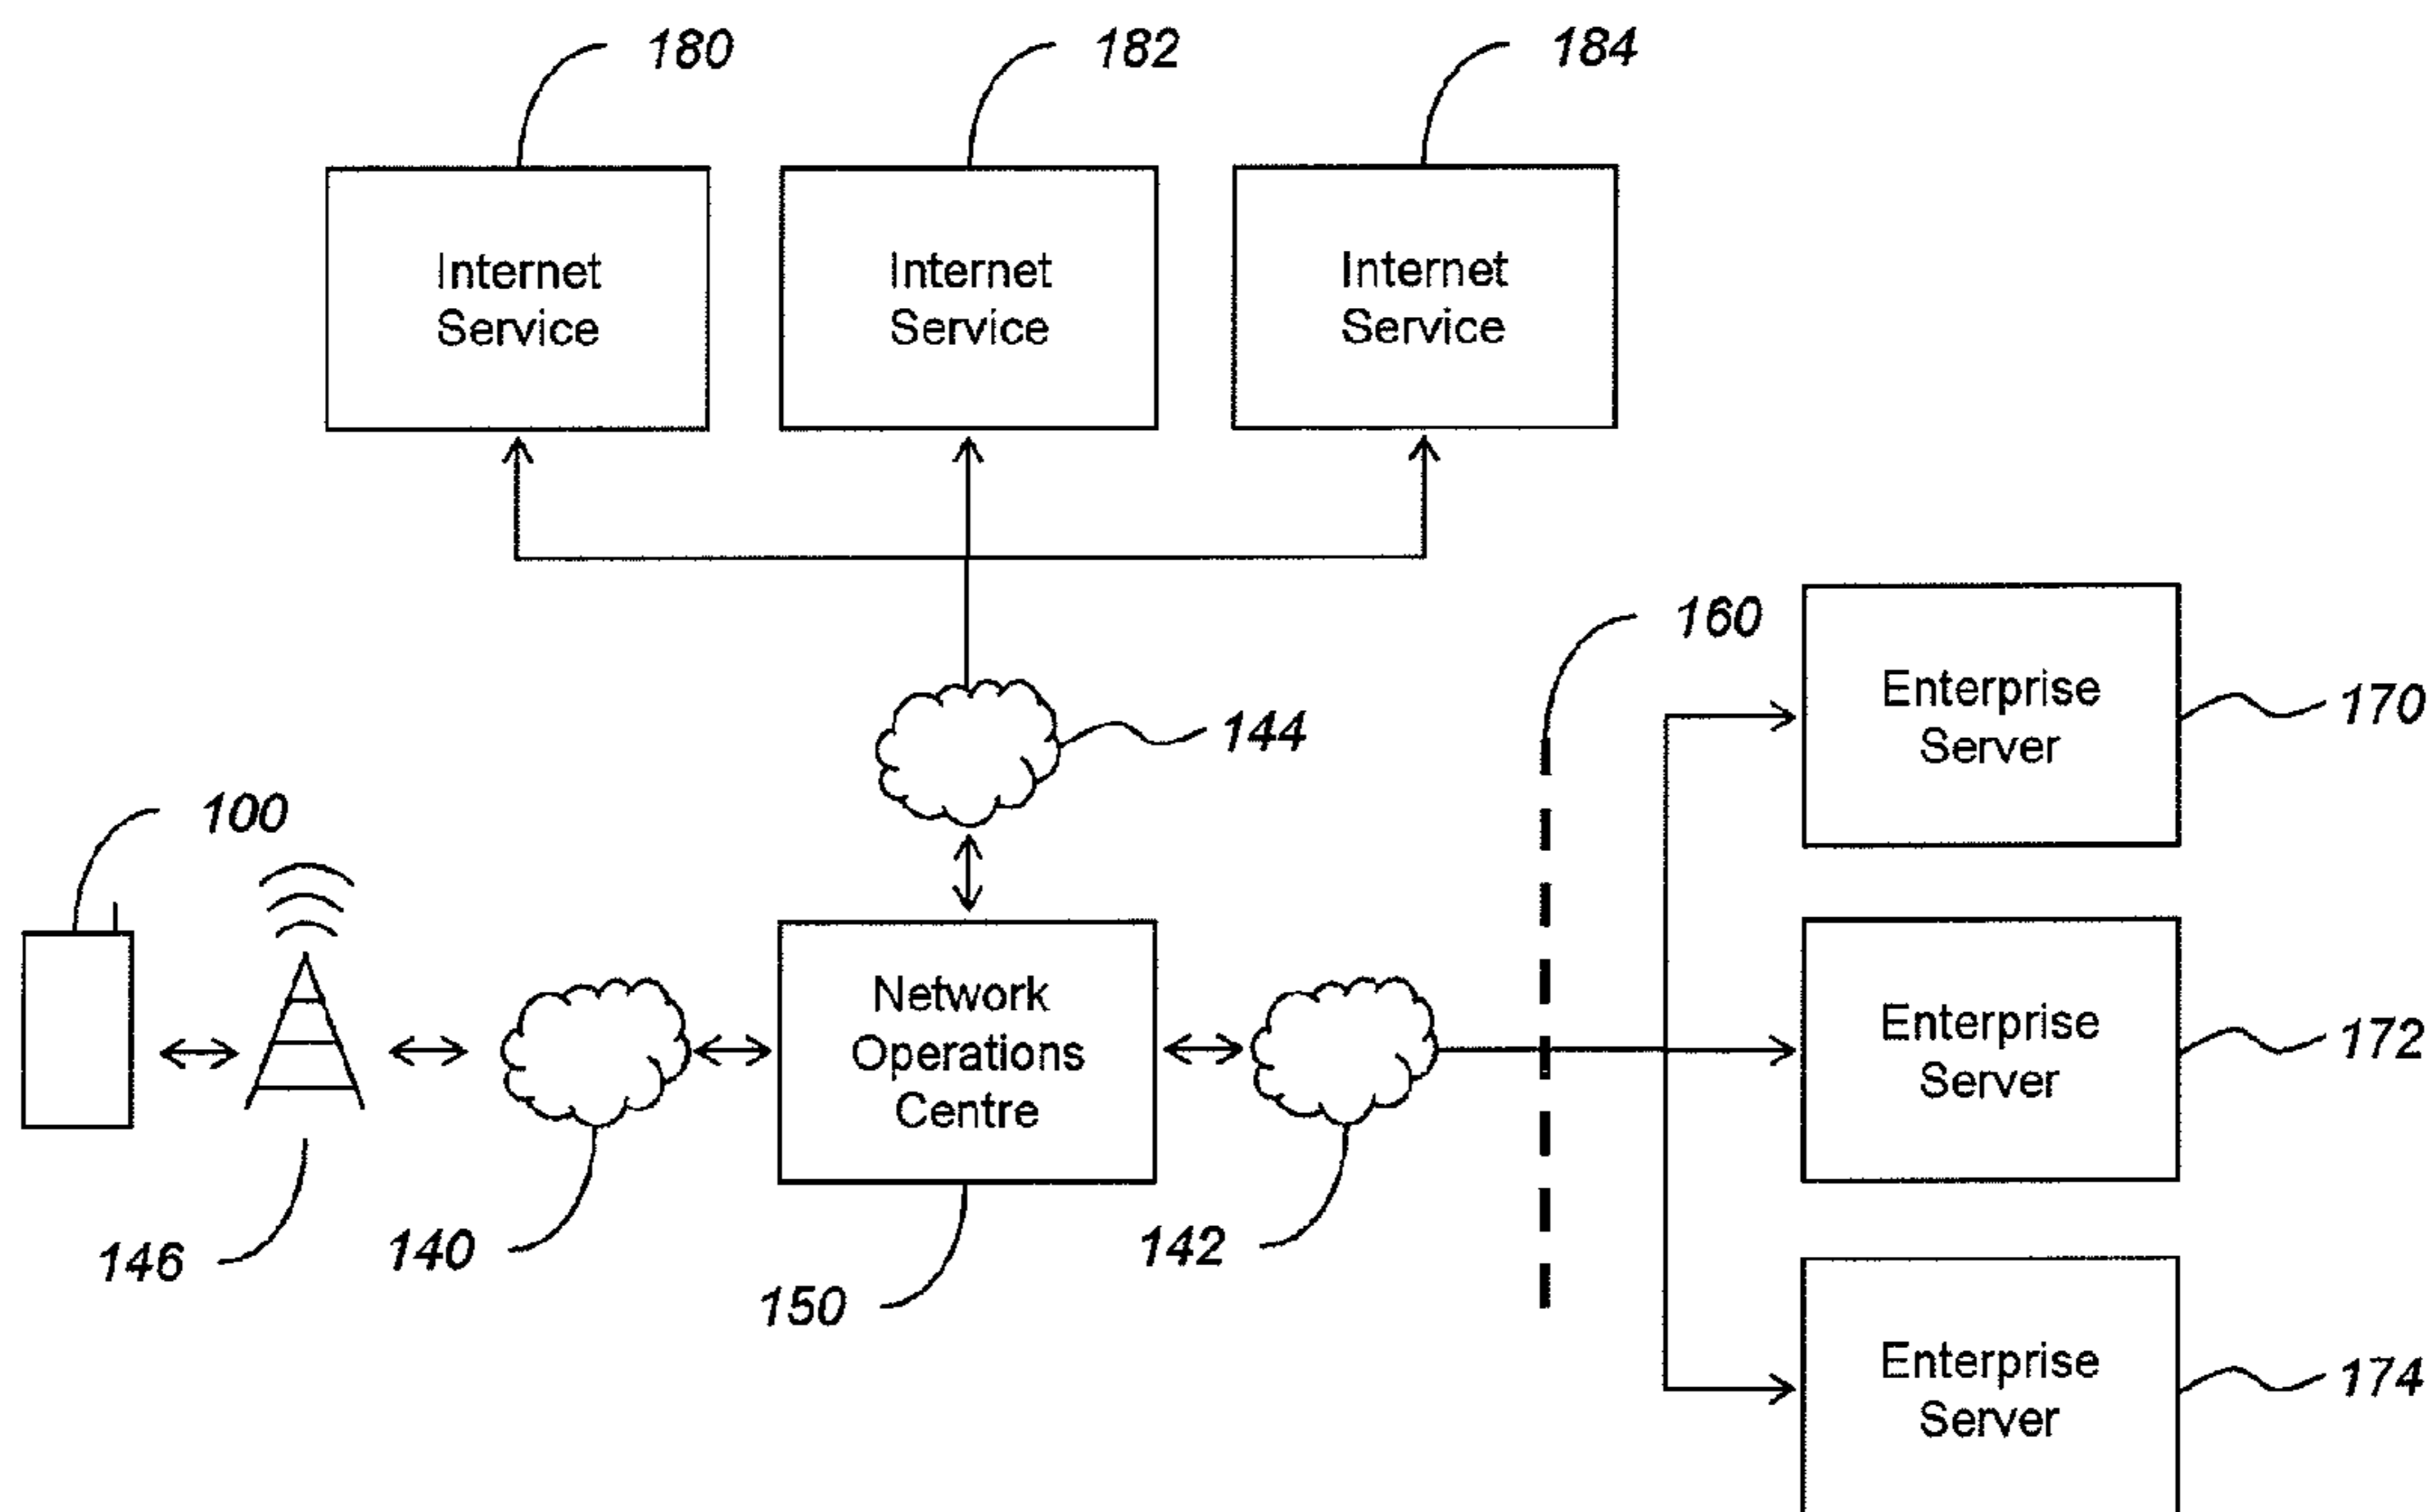 180
182
184
Internet
Service
Internet
Service
Internet
Service
160
Enterprise
Server
170
144
100
Network
Operations
Centre
Enterprise
Server
172
146
140
142
150
Enterprise
Server
174